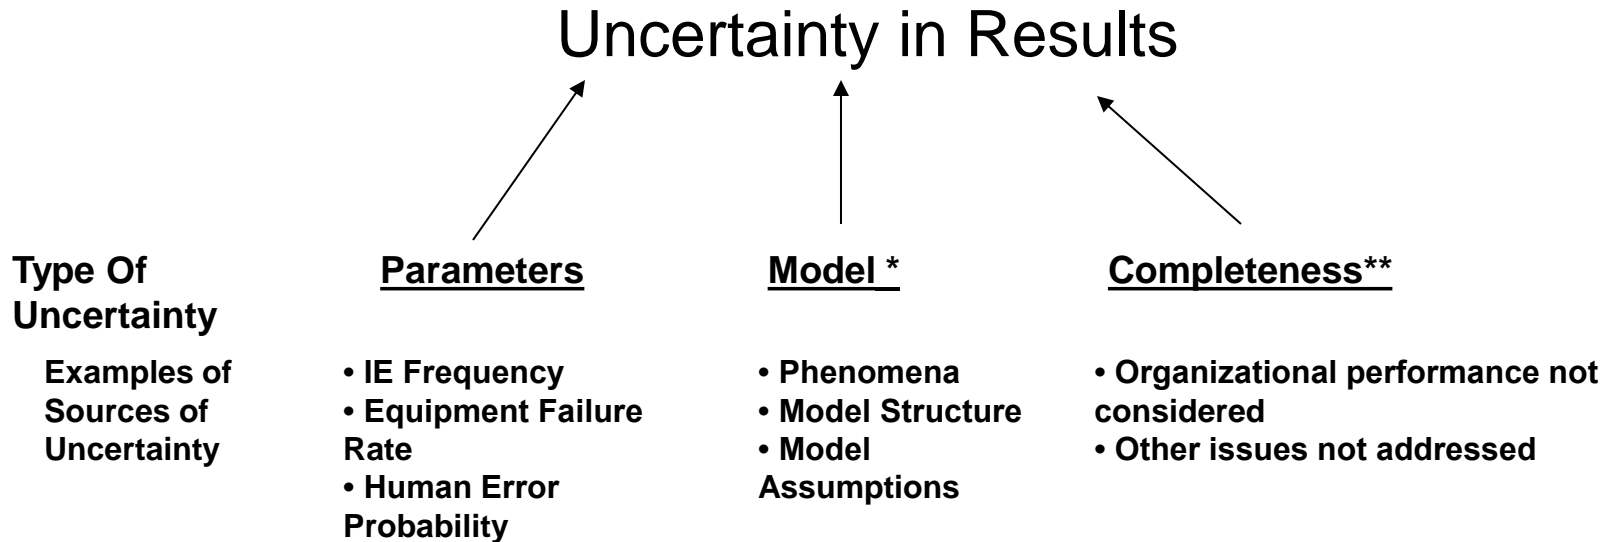 Uncertainty in Results
Type Of
Uncertainty
Parameters
Model *
Completeness**
Examples of
Sources of
Uncertainty
• IE Frequency
• Equipment Failure
Rate
• Human Error
Probability
• Phenomena
• Model Structure
• Model
Assumptions
• Organizational performance not
considered
• Other issues not addressed